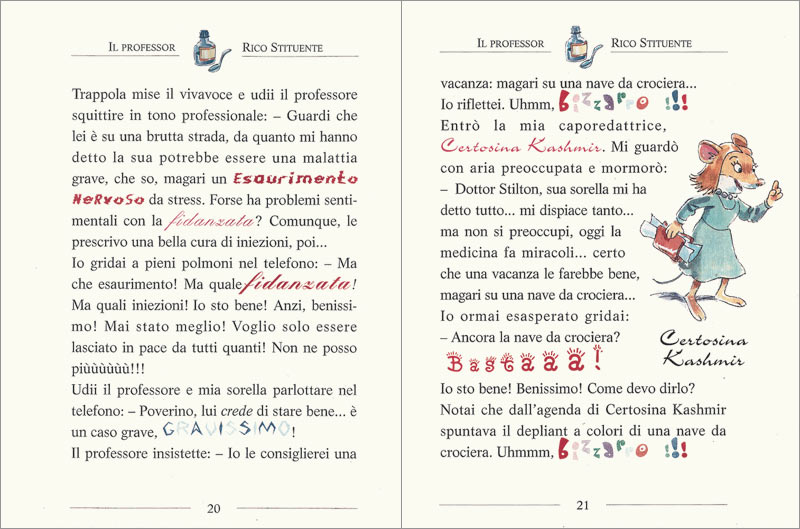 IL PROFESSOR RICO STITUENTE
Trappola mise il vivavoce e udii il professore
squittire in tono professionale: – Guardi che
lei è su una brutta strada, da quanto mi hanno
detto la sua potrebbe essere una malattia
grave, che so, magari un Esaurimento
NeRvoSo da stress. Forse ha problemi senti-
mentali con la fidanzata? Comunque, le
prescrivo una bella cura di iniezioni, poi...
Io gridai a pieni polmoni nel telefono: – Ma
che esaurimento! Ma quale fidanzata!
Ma quali iniezioni! Io sto bene! Anzi, benissi-
mo! Mai stato meglio! Voglio solo essere
lasciato in pace da tutti quanti! Non ne posso
piùùùùùù!!!
Udii il professore e mia sorella parlottare nel
telefono: – Poverino, lui crede di stare bene... è
un caso grave, GRAVISSIMO!
Il professore insistette: – Io le consiglierei una
20
IL PROFESSOR RICO STITUENTE
vacanza: magari su una nave da crociera...
Io riflettei. Uhmm, bizzarro !!!
Entrò la mia caporedattrice,
Certosina Kashmir. Mi guardò
con aria preoccupata e mormorò:
– Dottor Stilton, sua sorella mi ha
detto tutto... mi dispiace tanto...
ma non si preoccupi, oggi la
medicina fa miracoli... certo
che una vacanza le farebbe bene,
magari su una nave da crociera...
Io ormai esasperato gridai:
– Ancora la nave da crociera?
Bastaaa!
Certosina
Kashmir
Io sto bene! Benissimo! Come devo dirlo?
Notai che dall'agenda di Certosina Kashmir
spuntava il depliant a colori di una nave da
crociera. Uhmmm, bizzarro !!!
21